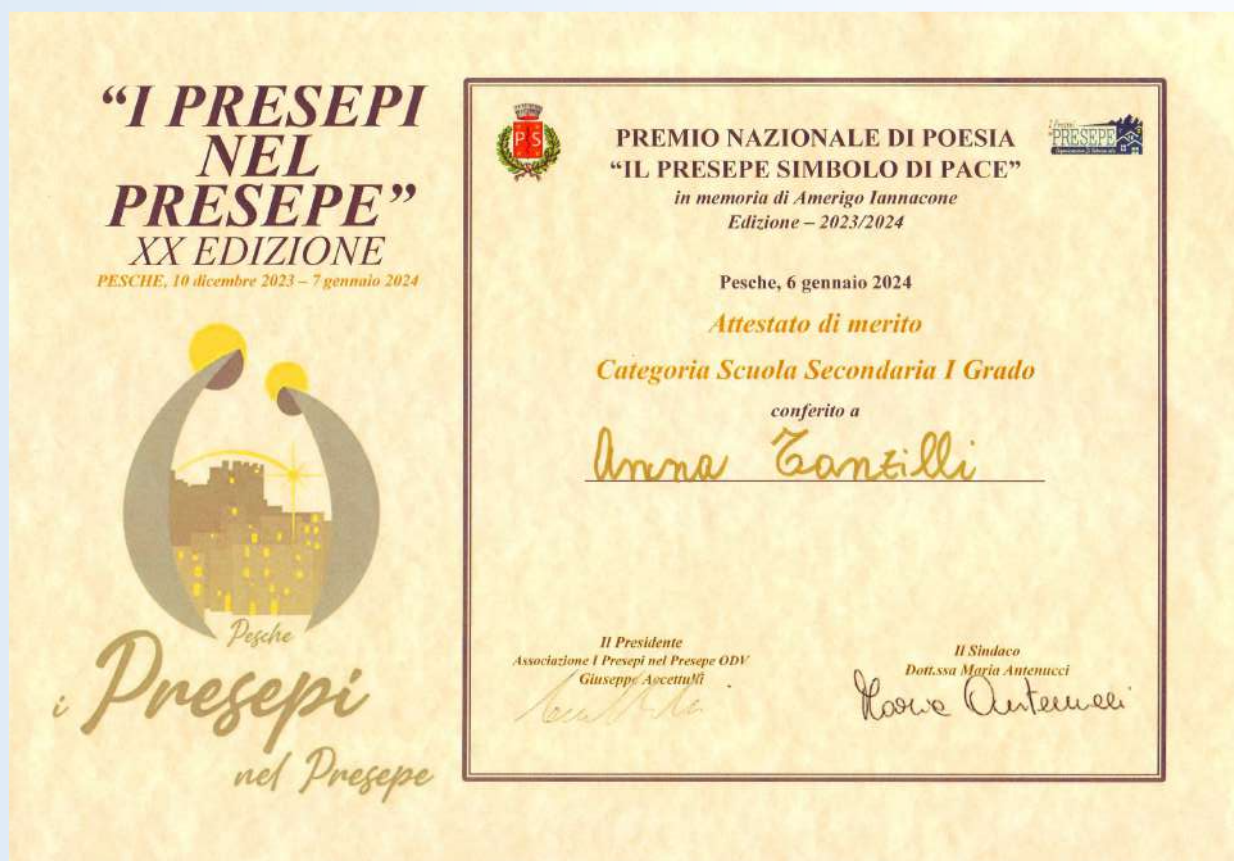 “I PRESEPI
NEL
PRESEPE”
XX EDIZIONE
PESCHE, 10 dicembre 2023 – 7 gennaio 2024
Pesche
i Presepi
nel Presepe
P S
PRESEPE
PREMIO NAZIONALE DI POESIA
“IL PRESEPE SIMBOLO DI PACE”
in memoria di Amerigo Iannacone
Edizione – 2023/2024
Pesche, 6 gennaio 2024
Attestato di merito
Categoria Scuola Secondaria I Grado
conferito a
Anna Tanzilli
Il Presidente
Associazione I Presepi nel Presepe ODV
Giuseppe Accettulli
Il Sindaco
Dott.ssa Maria Antenucci
Maria Antenucci